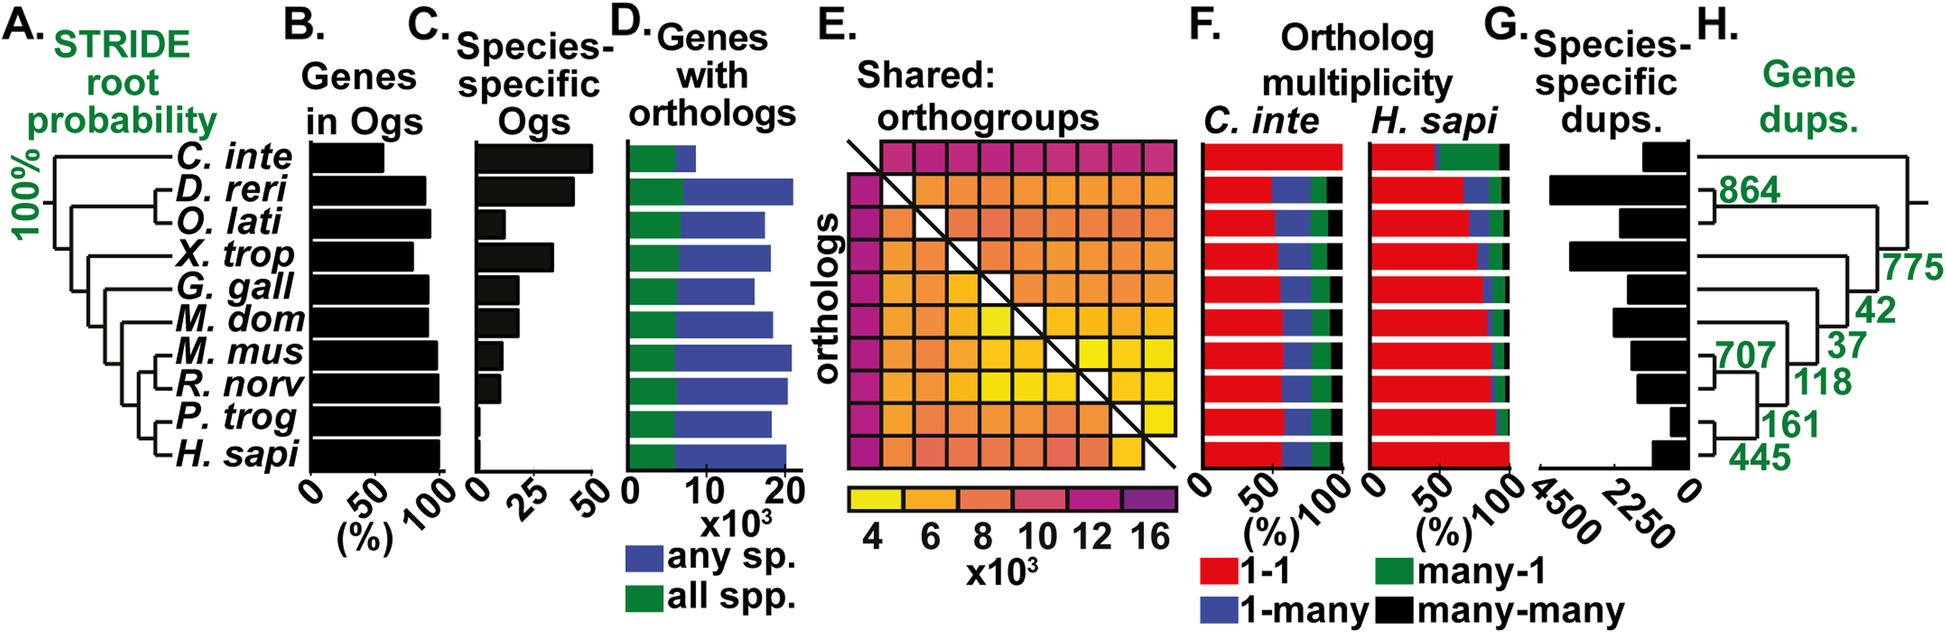 A.
STRIDE
root
probability
100%
C. inte
D. reri
O. lati
X. trop
G. gall
M. dom
M. mus
R. norv
P. trog
H. sapi
B.
Genes
in Ogs
0 50 100
(%)
C.
Species-
specific
Ogs
0 25 50
D.
Genes
with
orthologs
0 10 20
x10³
any sp.
all spp.
E.
Shared:
orthogroups
orthologs
4 6 8 10 12 16
x10³
F.
Ortholog
multiplicity
C. inte H. sapi
0 50 100 0 50 100
(%) (%)
1-1 many-1
1-many many-many
G.
Species-
specific
dups.
4500 2250 0
H.
Gene
dups.
864
775
42
37
707
118
161
445